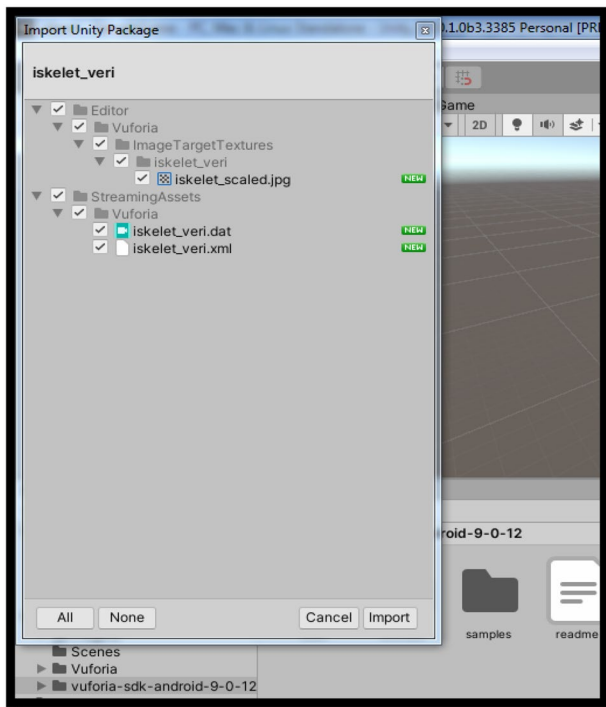 Import Unity Package
.1.0b3.3385 Personal [PRE
iskelet_veri
Game
2D
Editor
Vuforia
ImageTargetTextures
iskelet_veri
iskelet_scaled.jpg NEW
StreamingAssets
Vuforia
iskelet_veri.dat NEW
iskelet_veri.xml NEW
roid-9-0-12
All None Cancel Import
samples readme
Scenes
Vuforia
vuforia-sdk-android-9-0-12